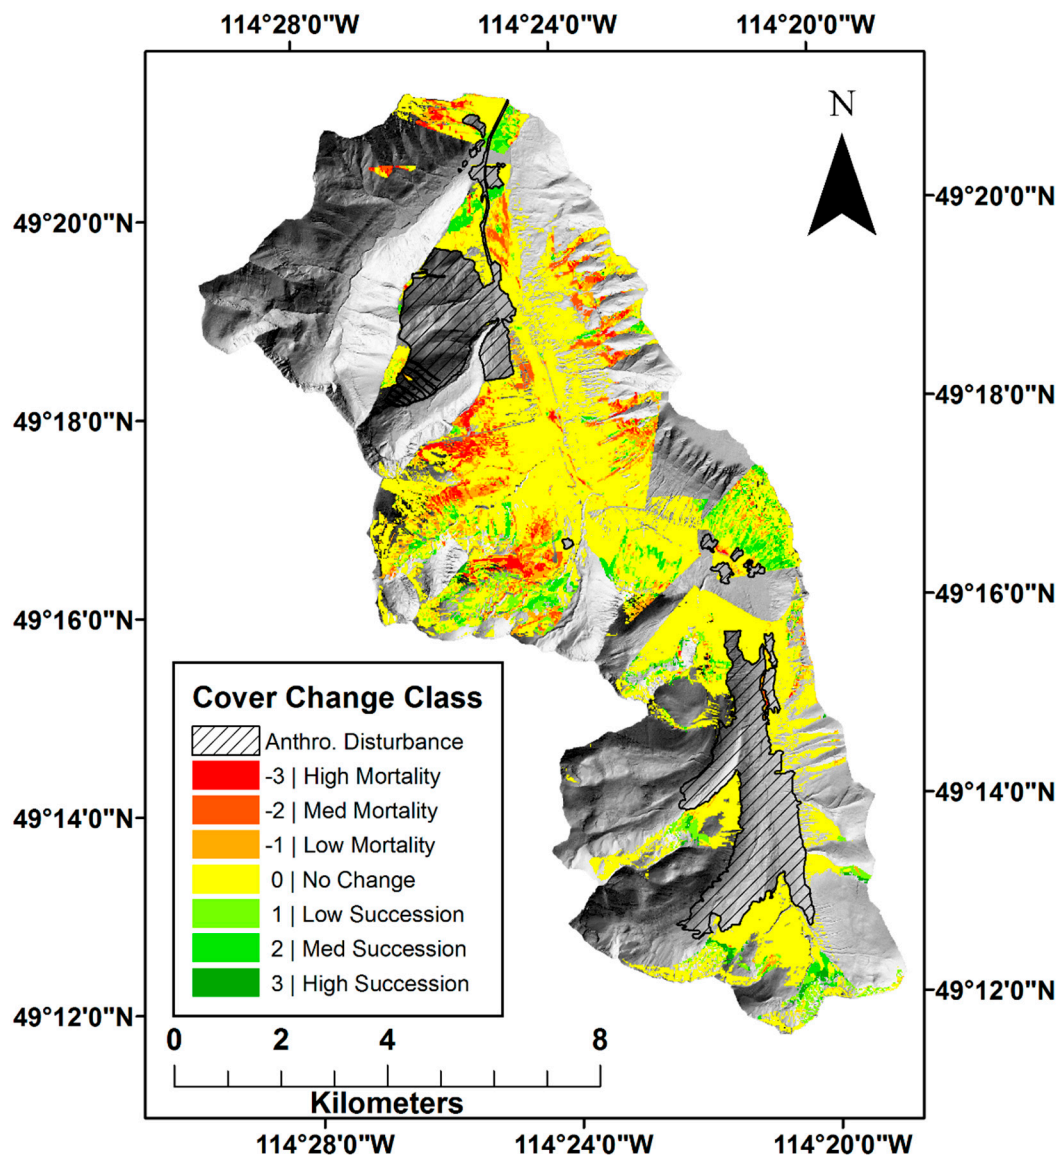 114°28'0"W 114°24'0"W 114°20'0"W
N
49°20'0"N 49°20'0"N
49°18'0"N 49°18'0"N
49°16'0"N 49°16'0"N
Cover Change Class
Anthro. Disturbance
-3 | High Mortality
49°14'0"N
-2 | Med Mortality
49°14'0"N
-1 | Low Mortality
0 | No Change
1 | Low Succession
2 | Med Succession
3 | High Succession
49°12'0"N
49°12'0"N
0 2 4 8
Kilometers
114°28'0"W 114°24'0"W 114°20'0"W